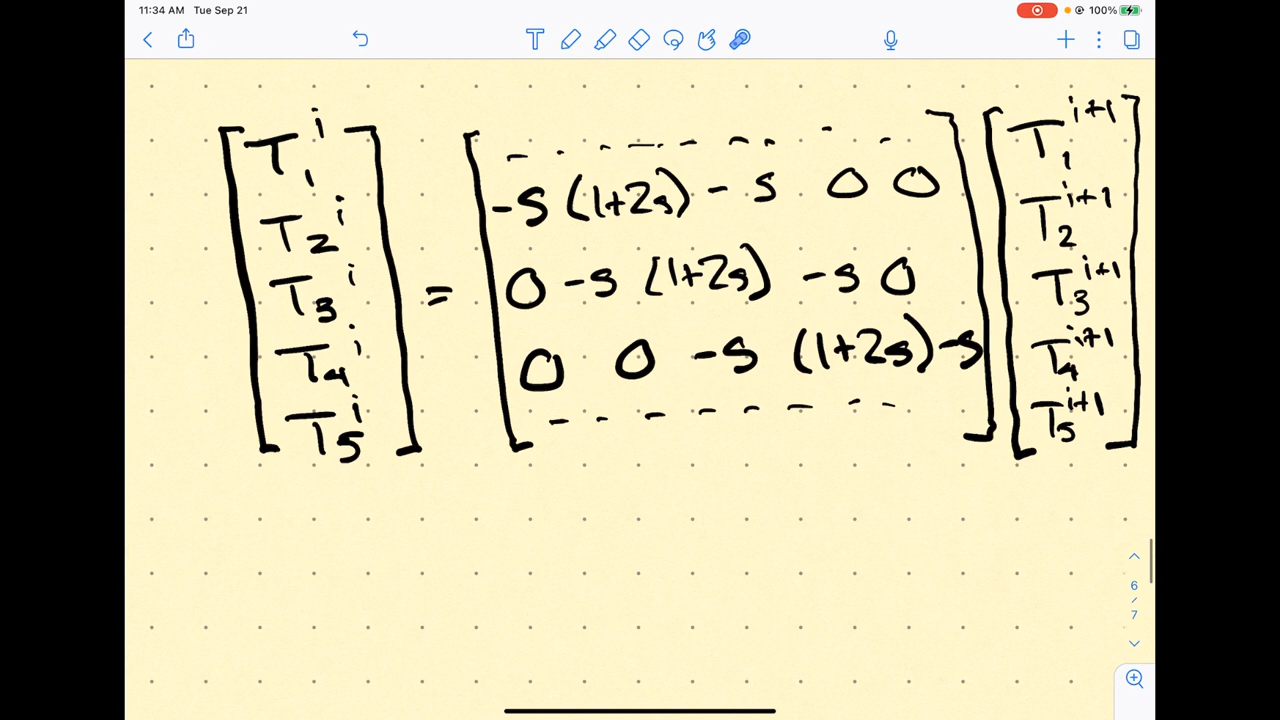 11:34 AM Tue Sep 21 100%
T
[T₁ⁱ] [- - - - - - - - -] [T₁ⁱ⁺¹]
[T₂ⁱ] [-s (1+2s) -s 0 0] [T₂ⁱ⁺¹]
[T₃ⁱ] = [0 -s (1+2s) -s 0] [T₃ⁱ⁺¹]
[T₄ⁱ] [0 0 -s (1+2s) -s] [T₄ⁱ⁺¹]
[T₅ⁱ] [- - - - - - - -] [T₅ⁱ⁺¹]
6
/
7